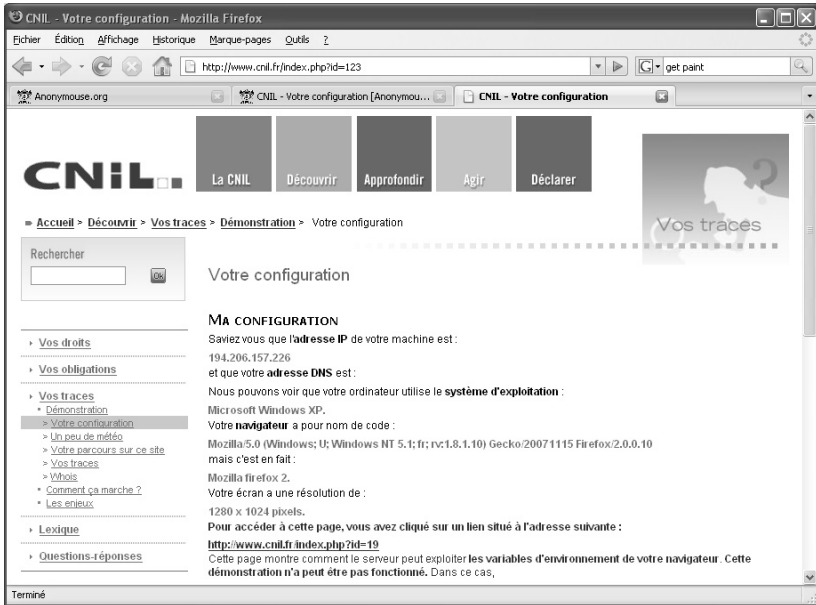 CNIL - Votre configuration - Mozilla Firefox
Fichier Édition Affichage Historique Marque-pages Outils ?
http://www.cnil.fr/index.php?id=123
G get paint
Anonymouse.org
CNIL - Votre configuration [Anonymou...
CNIL - Votre configuration
CNiL
La CNIL
Découvrir
Approfondir
Agir
Déclarer
?
Vos traces
Accueil > Découvrir > Vos traces > Démonstration > Votre configuration
Rechercher
Ok
Vos droits
Vos obligations
Vos traces
Démonstration
> Votre configuration
> Un peu de météo
> Votre parcours sur ce site
> Vos traces
> Whois
Comment ça marche ?
Les enjeux
Lexique
Questions-réponses
Votre configuration
MA CONFIGURATION
Saviez vous que l'adresse IP de votre machine est :
194.206.157.226
et que votre adresse DNS est :
Nous pouvons voir que votre ordinateur utilise le système d'exploitation :
Microsoft Windows XP.
Votre navigateur a pour nom de code :
Mozilla/5.0 (Windows; U; Windows NT 5.1; fr; rv:1.8.1.10) Gecko/20071115 Firefox/2.0.0.10
mais c'est en fait :
Mozilla firefox 2.
Votre écran a une résolution de :
1280 x 1024 pixels.
Pour accéder à cette page, vous avez cliqué sur un lien situé à l'adresse suivante :
http://www.cnil.fr/index.php?id=19
Cette page montre comment le serveur peut exploiter les variables d'environnement de votre navigateur. Cette
démonstration n'a peut être pas fonctionné. Dans ce cas,
Terminé